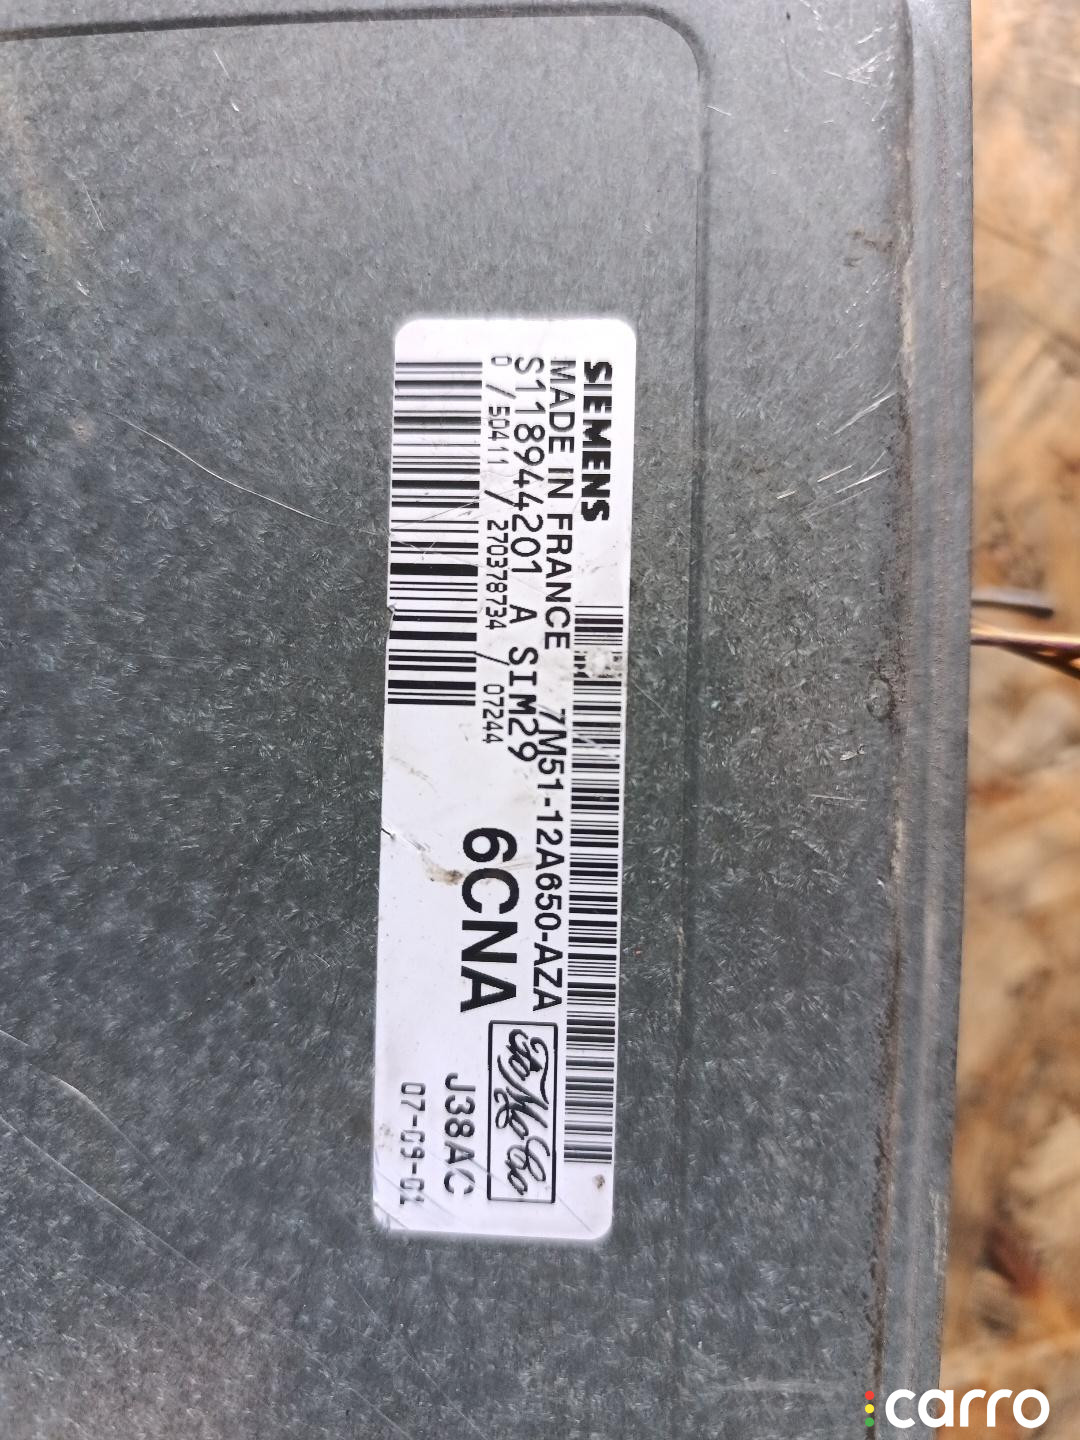 SIEMENS
MADE IN FRANCE 7M51-12A650-AZA
S118944201 A SIM29
0 /50411 / 270378734 / 07244
6CNA
FoMoCo
J38AC
07-09-01
carro